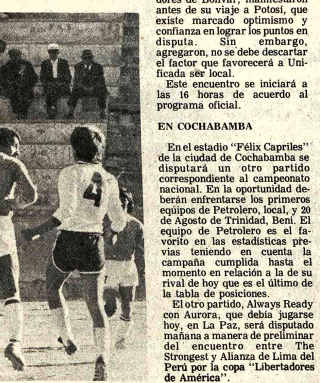 dores de Bolívar, manifestaron
antes de su viaje a Potosí, que
existe marcado optimismo y
confianza en lograr los puntos en
disputa. Sin embargo,
agregaron, no se debe descartar
el factor que favorecerá a Uni-
ficada ser local.
Este encuentro se iniciará a
las 16 horas de acuerdo al
programa oficial.
EN COCHABAMBA
En el estadio "Félix Capriles"
de la ciudad de Cochabamba se
disputará un otro partido
correspondiente al campeonato
nacional. En la oportunidad de-
berán enfrentarse los primeros
equipos de Petrolero, local, y 20
de Agosto de Trinidad, Beni. El
equipo de Petrolero es el fa-
vorito en las estadísticas pre-
vias teniendo en cuenta la
campaña cumplida hasta el
momento en relación a la de su
rival de hoy que es el último de
la tabla de posiciones.
El otro partido, Always Ready
con Aurora, que debía jugarse
hoy, en La Paz, será disputado
mañana a manera de preliminar
del encuentro entre The
Strongest y Alianza de Lima del
Perú por la copa "Libertadores
de América".
4